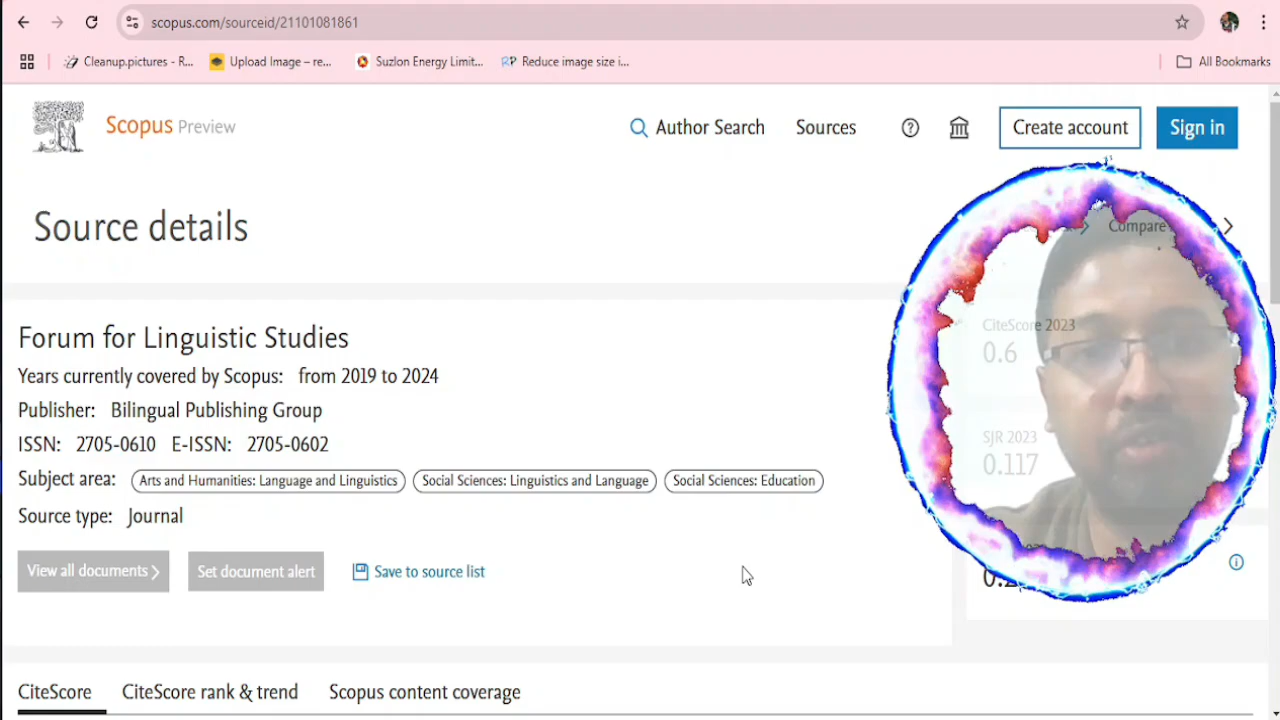 scopus.com/sourceid/21101081861
Cleanup.pictures - R... Upload Image – re... Suzlon Energy Limit... Reduce image size i... All Bookmarks
Scopus Preview Author Search Sources Create account Sign in
Source details
Compare
Forum for Linguistic Studies
Years currently covered by Scopus: from 2019 to 2024
Publisher: Bilingual Publishing Group
ISSN: 2705-0610 E-ISSN: 2705-0602
Subject area: Arts and Humanities: Language and Linguistics Social Sciences: Linguistics and Language Social Sciences: Education
Source type: Journal
View all documents Set document alert Save to source list
CiteScore 2023
0.6
SJR 2023
0.117
CiteScore CiteScore rank & trend Scopus content coverage